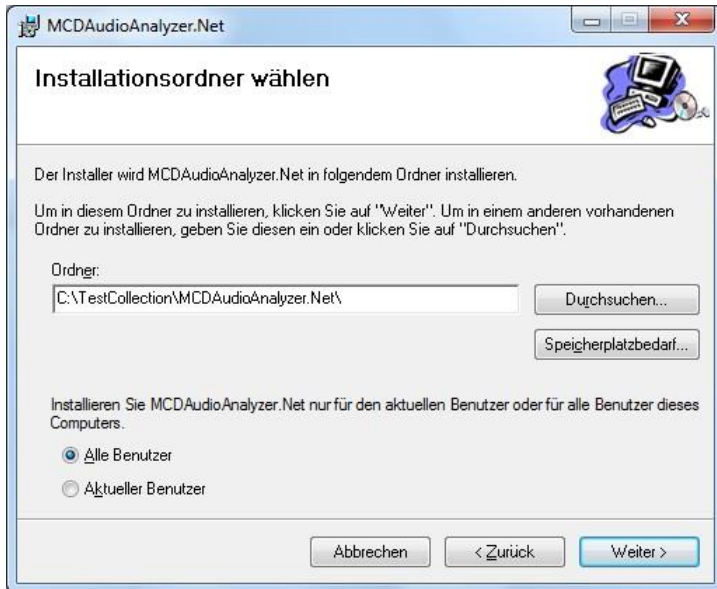 MCDAudioAnalyzer.Net
Installationsordner wählen
Der Installer wird MCDAudioAnalyzer.Net in folgendem Ordner installieren.
Um in diesem Ordner zu installieren, klicken Sie auf "Weiter". Um in einem anderen vorhandenen
Ordner zu installieren, geben Sie diesen ein oder klicken Sie auf "Durchsuchen".
Ordner:
C:\TestCollection\MCDAudioAnalyzer.Net\
Durchsuchen...
Speicherplatzbedarf...
Installieren Sie MCDAudioAnalyzer.Net nur für den aktuellen Benutzer oder für alle Benutzer dieses
Computers.
Alle Benutzer
Aktueller Benutzer
Abbrechen
< Zurück
Weiter >